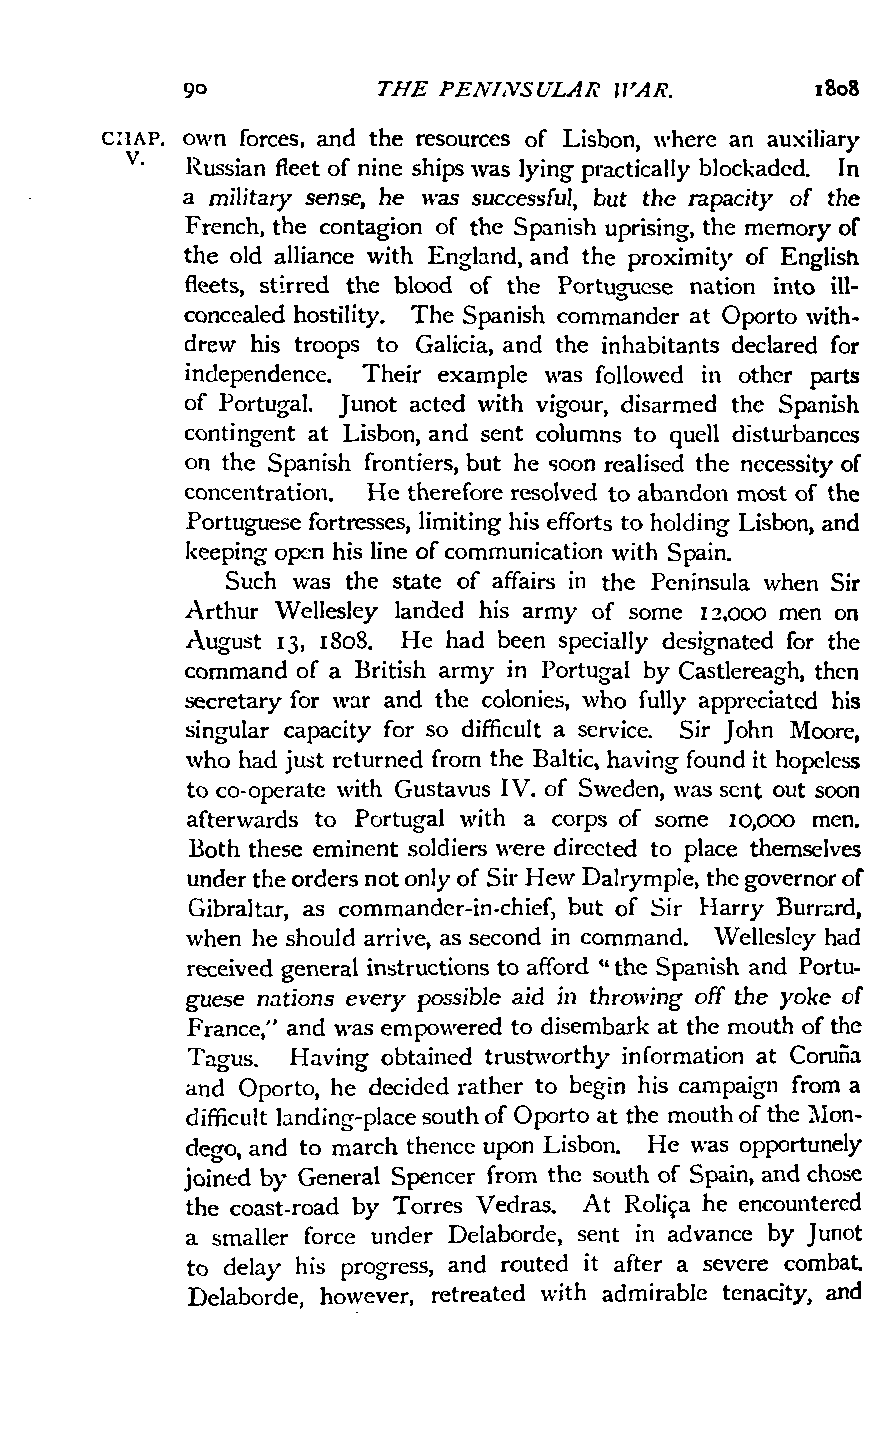 90 THE PENINSULAR WAR. 1808
CHAP. own forces, and the resources of Lisbon, where an auxiliary
V. Russian fleet of nine ships was lying practically blockaded. In
a military sense, he was successful, but the rapacity of the
French, the contagion of the Spanish uprising, the memory of
the old alliance with England, and the proximity of English
fleets, stirred the blood of the Portuguese nation into ill-
concealed hostility. The Spanish commander at Oporto with-
drew his troops to Galicia, and the inhabitants declared for
independence. Their example was followed in other parts
of Portugal. Junot acted with vigour, disarmed the Spanish
contingent at Lisbon, and sent columns to quell disturbances
on the Spanish frontiers, but he soon realised the necessity of
concentration. He therefore resolved to abandon most of the
Portuguese fortresses, limiting his efforts to holding Lisbon, and
keeping open his line of communication with Spain.
Such was the state of affairs in the Peninsula when Sir
Arthur Wellesley landed his army of some 12,000 men on
August 13, 1808. He had been specially designated for the
command of a British army in Portugal by Castlereagh, then
secretary for war and the colonies, who fully appreciated his
singular capacity for so difficult a service. Sir John Moore,
who had just returned from the Baltic, having found it hopeless
to co-operate with Gustavus IV. of Sweden, was sent out soon
afterwards to Portugal with a corps of some 10,000 men.
Both these eminent soldiers were directed to place themselves
under the orders not only of Sir Hew Dalrymple, the governor of
Gibraltar, as commander-in-chief, but of Sir Harry Burrard,
when he should arrive, as second in command. Wellesley had
received general instructions to afford "the Spanish and Portu-
guese nations every possible aid in throwing off the yoke of
France," and was empowered to disembark at the mouth of the
Tagus. Having obtained trustworthy information at Coruña
and Oporto, he decided rather to begin his campaign from a
difficult landing-place south of Oporto at the mouth of the Mon-
dego, and to march thence upon Lisbon. He was opportunely
joined by General Spencer from the south of Spain, and chose
the coast-road by Torres Vedras. At Roliça he encountered
a smaller force under Delaborde, sent in advance by Junot
to delay his progress, and routed it after a severe combat.
Delaborde, however, retreated with admirable tenacity, and